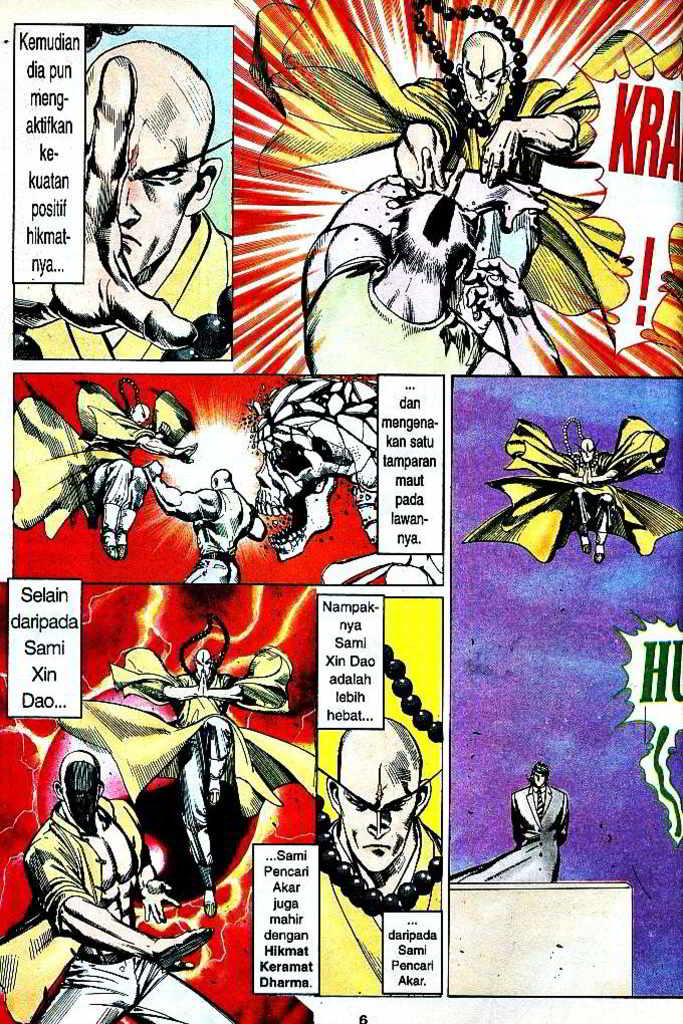 Kemudian
dia pun
meng-
aktifkan
ke-
kuatan
positif
hikmat-
nya...
KRA
!
...
dan
mengena-
kan satu
tamparan
maut
pada
lawan-
nya.
Selain
daripada
Sami
Xin
Dao...
...Sami
Pencari
Akar
juga
mahir
dengan
Hikmat
Keramat
Dharma.
Nampak-
nya
Sami
Xin Dao
adalah
lebih
hebat...
...
daripada
Sami
Pencari
Akar.
HU
6